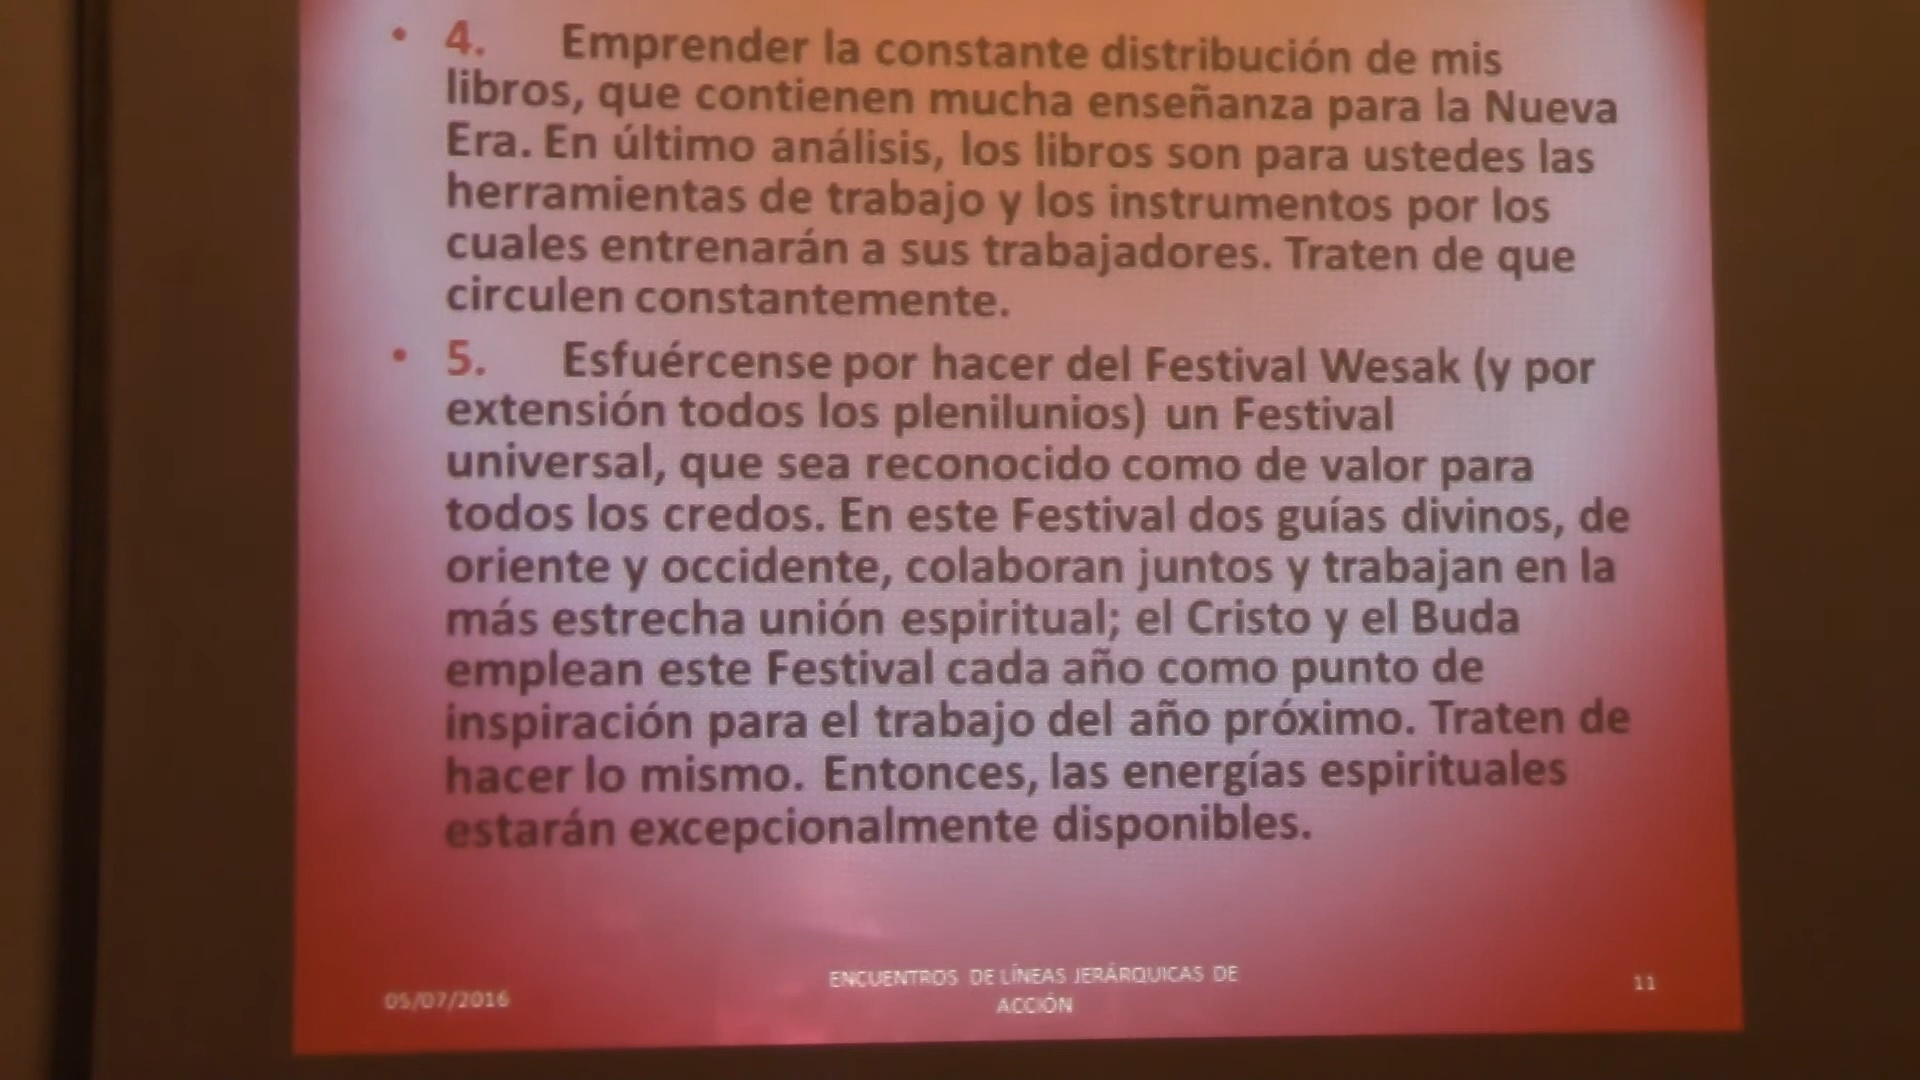 • 4. Emprender la constante distribución de mis
libros, que contienen mucha enseñanza para la Nueva
Era. En último análisis, los libros son para ustedes las
herramientas de trabajo y los instrumentos por los
cuales entrenarán a sus trabajadores. Traten de que
circulen constantemente.
• 5. Esfuércense por hacer del Festival Wesak (y por
extensión todos los plenilunios) un Festival
universal, que sea reconocido como de valor para
todos los credos. En este Festival dos guías divinos, de
oriente y occidente, colaboran juntos y trabajan en la
más estrecha unión espiritual; el Cristo y el Buda
emplean este Festival cada año como punto de
inspiración para el trabajo del año próximo. Traten de
hacer lo mismo. Entonces, las energías espirituales
estarán excepcionalmente disponibles.
05/07/2016
ENCUENTROS DE LÍNEAS JERÁRQUICAS DE
ACCIÓN
11